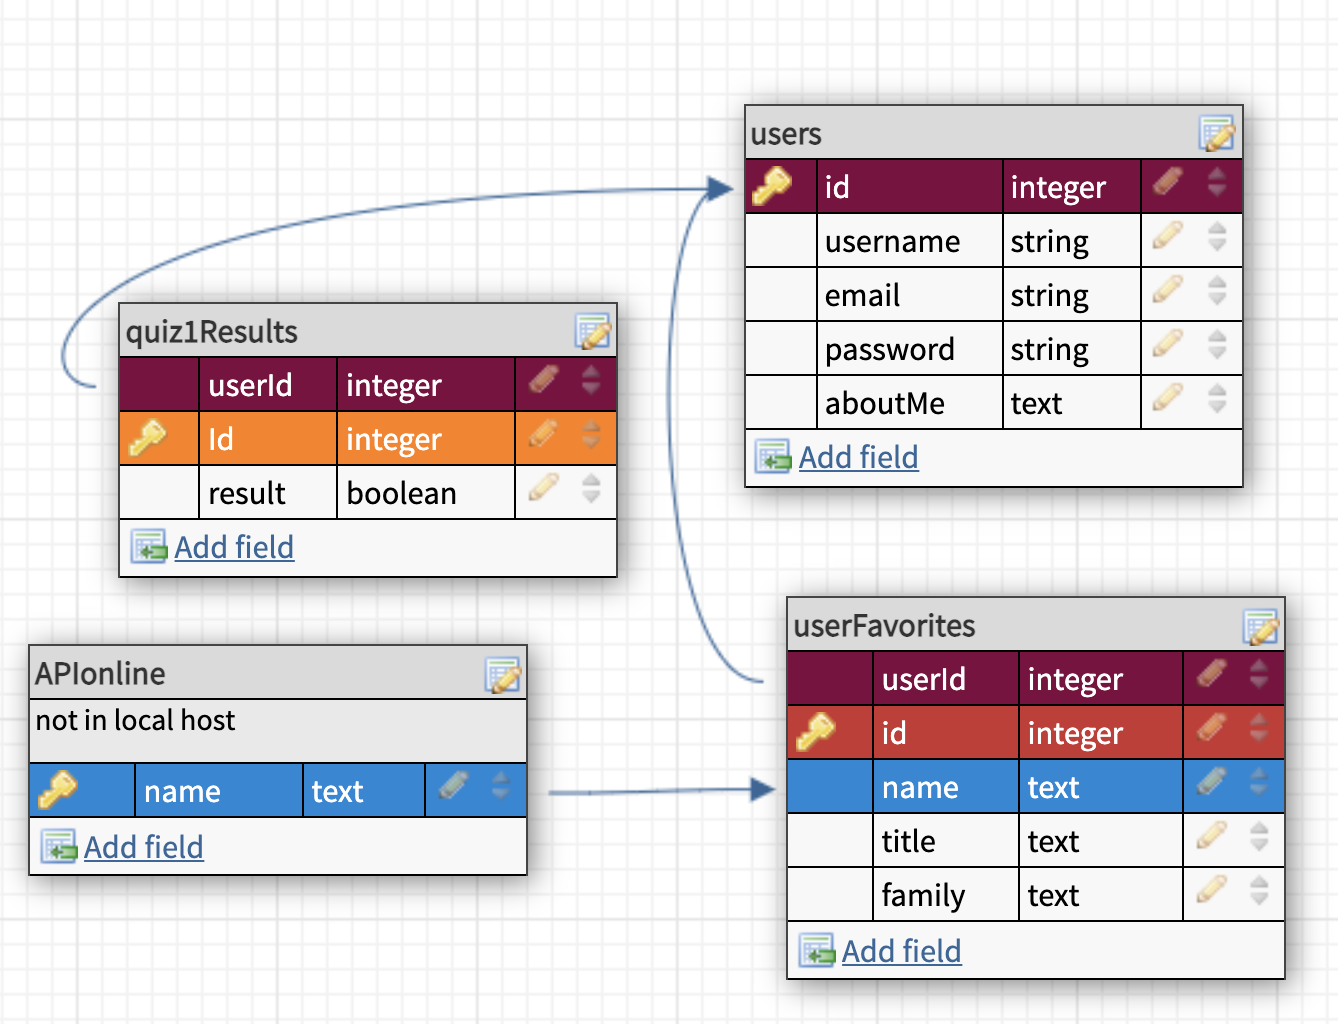 users
id integer
username string
email string
password string
aboutMe text
Add field
quiz1Results
userId integer
Id integer
result boolean
Add field
APIonline
not in local host
name text
Add field
userFavorites
userId integer
id integer
name text
title text
family text
Add field